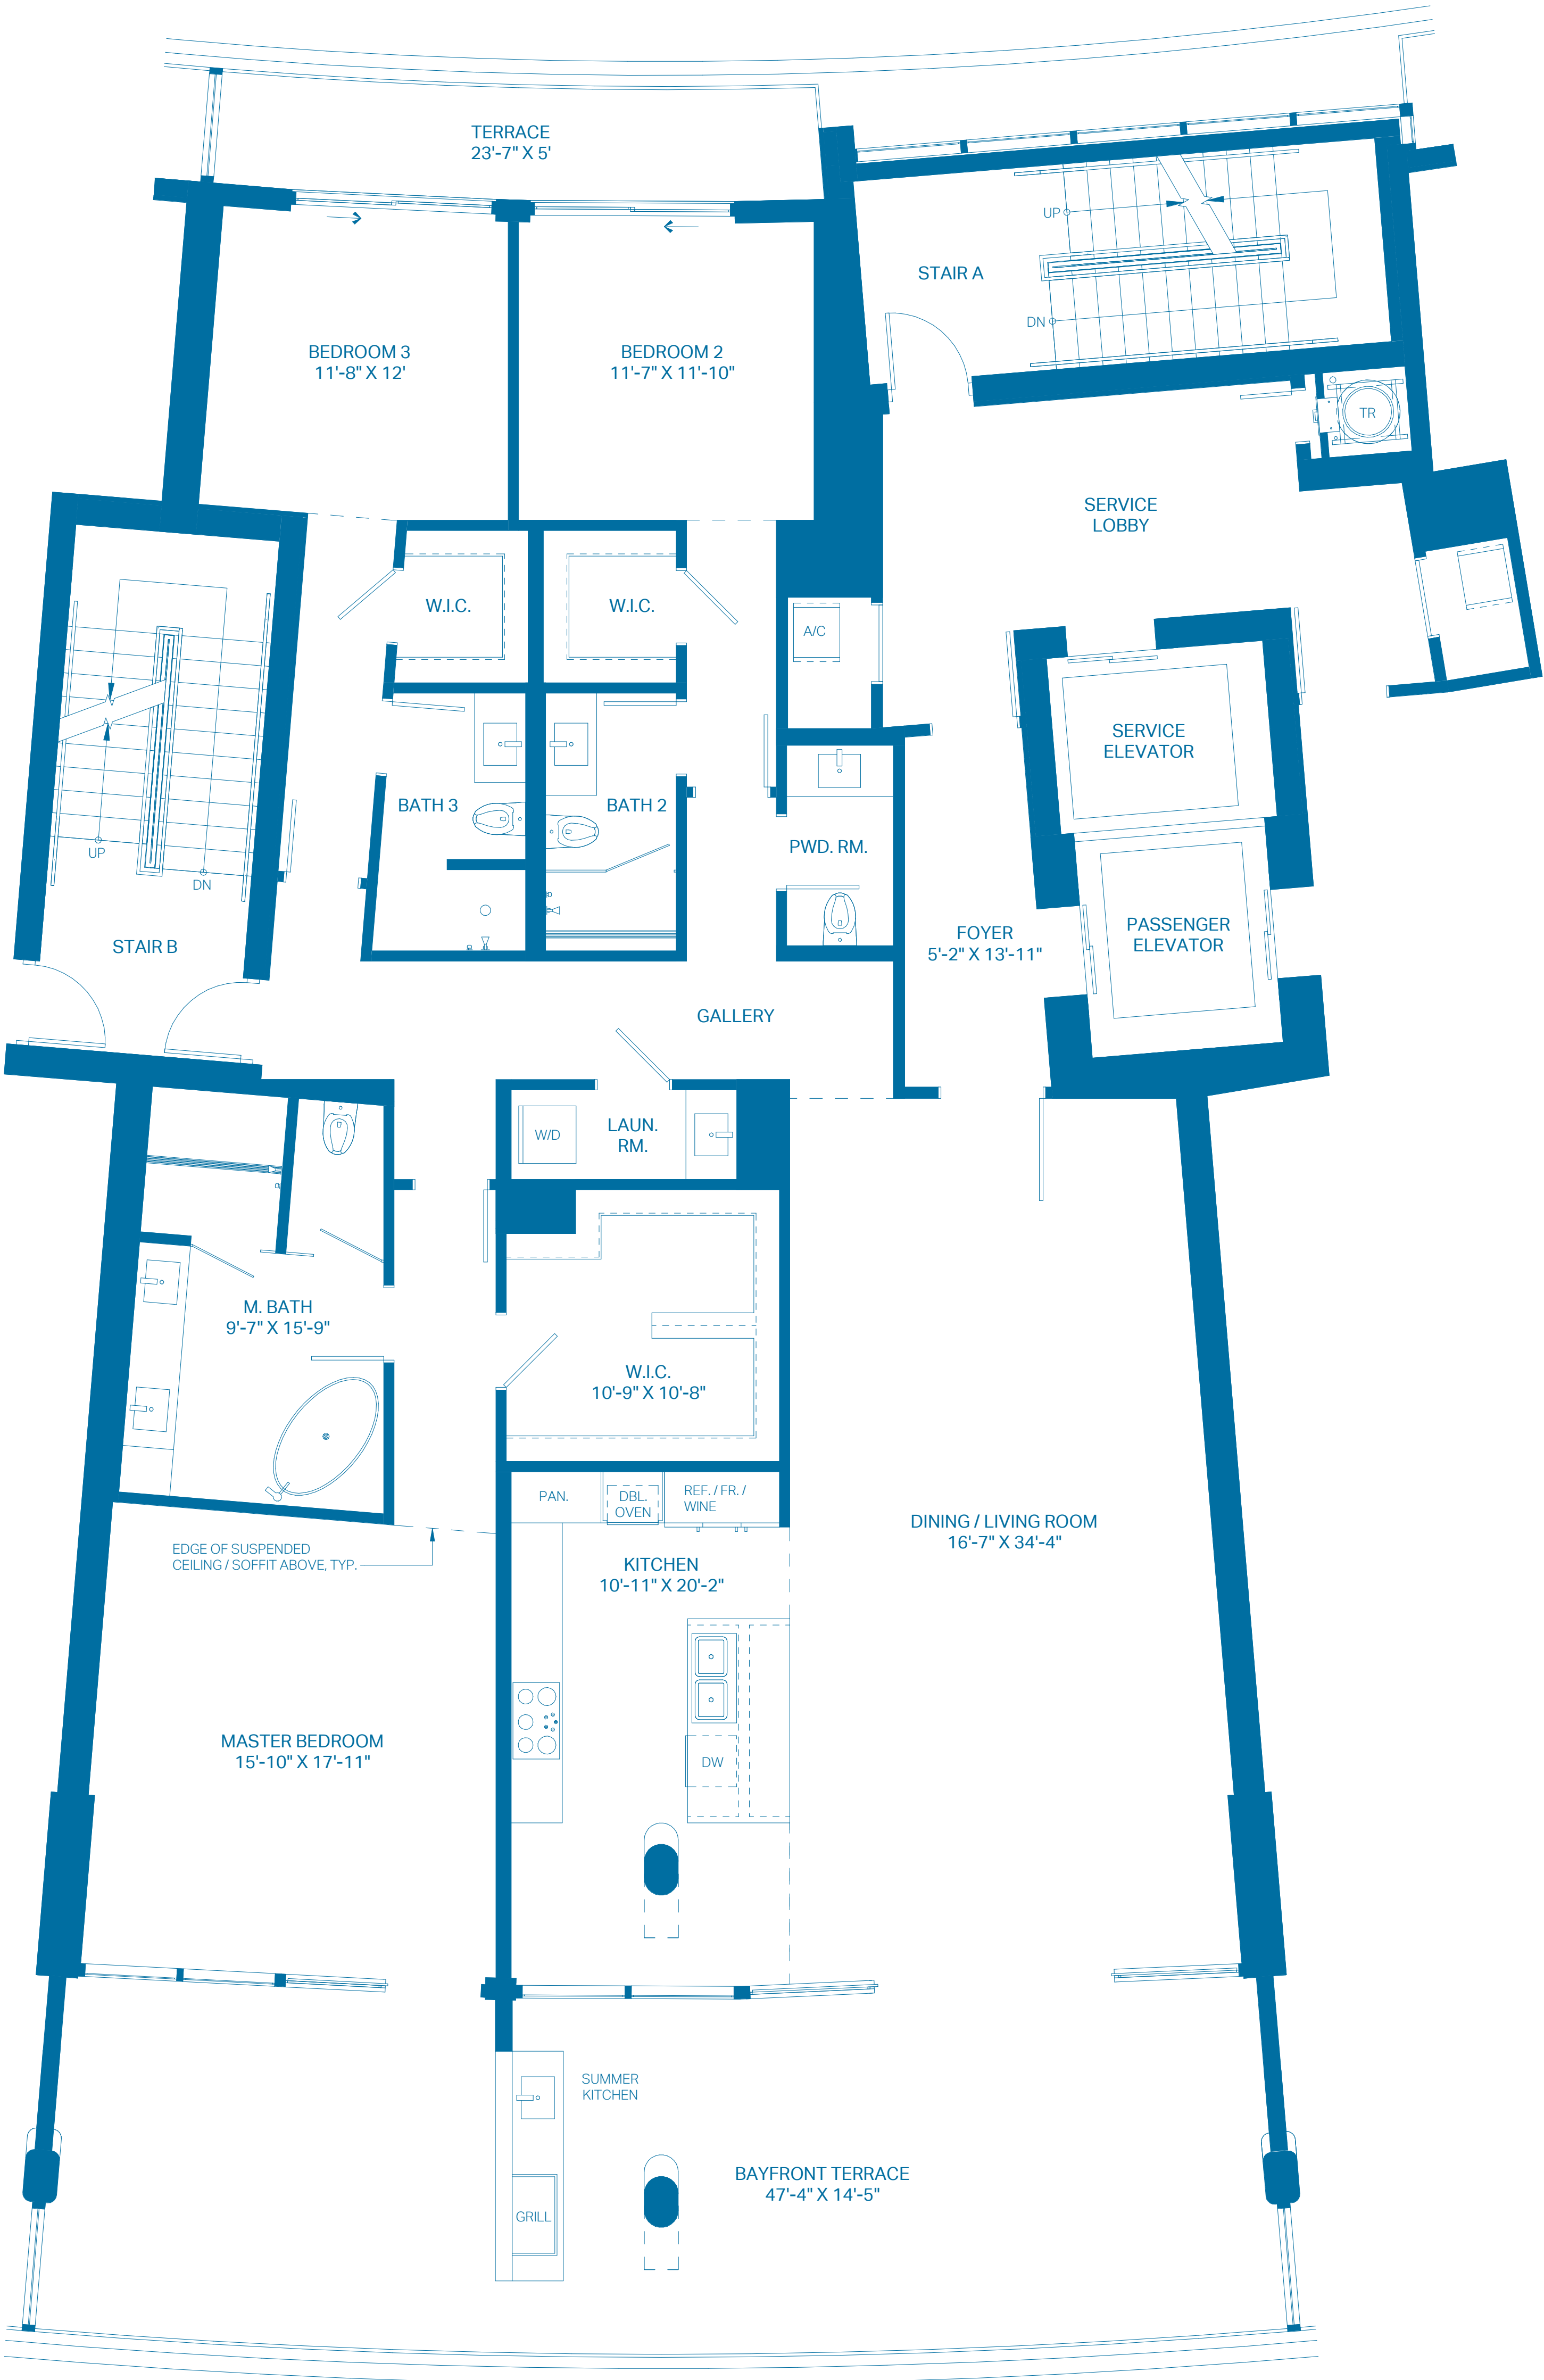 TERRACE
23'-7" X 5'
UP
STAIR A
DN
BEDROOM 3
11'-8" X 12'
BEDROOM 2
11'-7" X 11'-10"
TR
SERVICE
LOBBY
W.I.C.
W.I.C.
A/C
SERVICE
ELEVATOR
BATH 3
BATH 2
PWD. RM.
UP
DN
STAIR B
FOYER
5'-2" X 13'-11"
PASSENGER
ELEVATOR
GALLERY
W/D
LAUN.
RM.
M. BATH
9'-7" X 15'-9"
W.I.C.
10'-9" X 10'-8"
PAN.
DBL.
OVEN
REF. / FR. /
WINE
DINING / LIVING ROOM
16'-7" X 34'-4"
EDGE OF SUSPENDED
CEILING / SOFFIT ABOVE, TYP.
KITCHEN
10'-11" X 20'-2"
MASTER BEDROOM
15'-10" X 17'-11"
DW
SUMMER
KITCHEN
BAYFRONT TERRACE
47'-4" X 14'-5"
GRILL